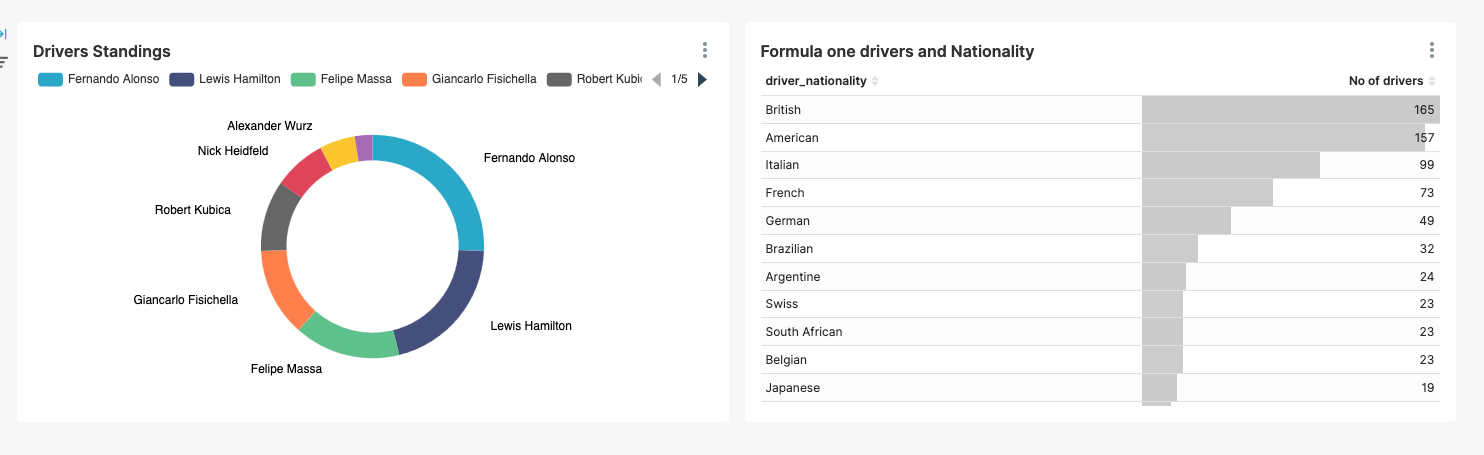 Drivers Standings
Fernando Alonso Lewis Hamilton Felipe Massa Giancarlo Fisichella Robert Kubi 1/5
Alexander Wurz
Nick Heidfeld
Fernando Alonso
Robert Kubica
Giancarlo Fisichella
Lewis Hamilton
Felipe Massa
Formula one drivers and Nationality
driver_nationality No of drivers
British 165
American 157
Italian 99
French 73
German 49
Brazilian 32
Argentine 24
Swiss 23
South African 23
Belgian 23
Japanese 19